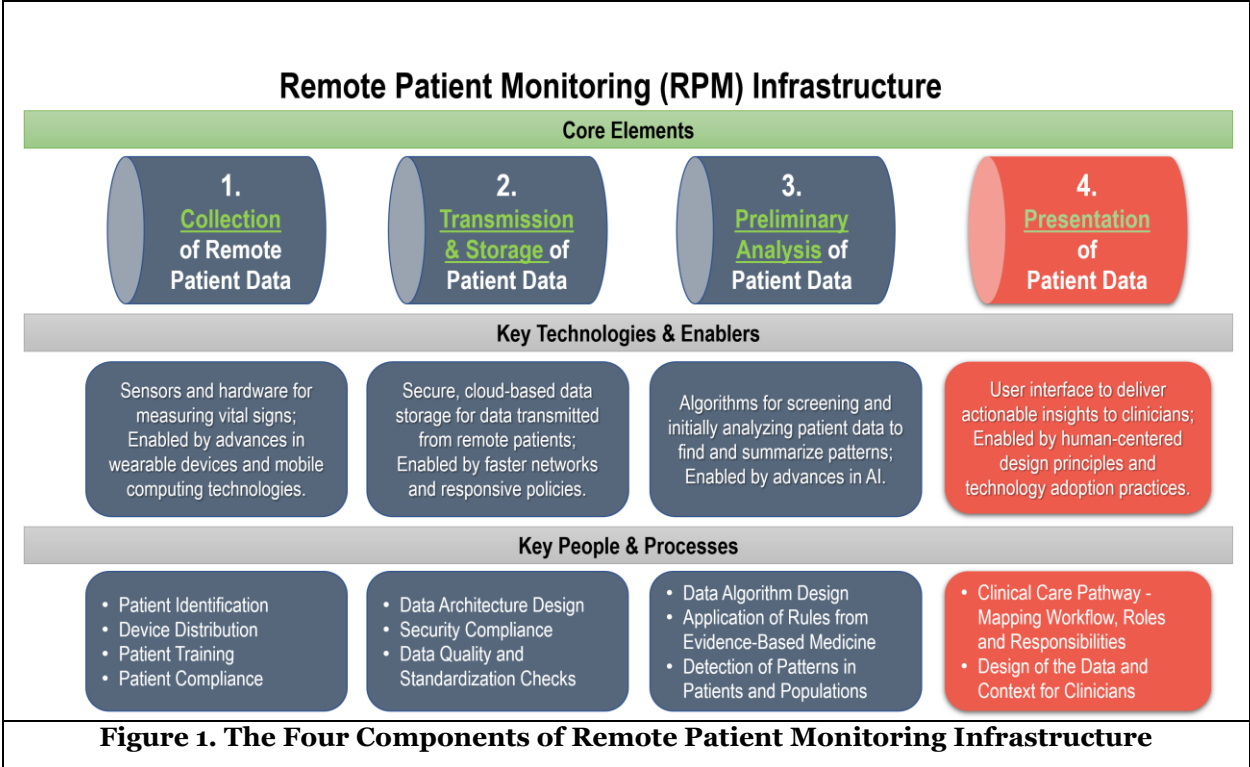 Remote Patient Monitoring (RPM) Infrastructure
Core Elements
1.
Collection
of Remote
Patient Data
2.
Transmission
& Storage of
Patient Data
3.
Preliminary
Analysis of
Patient Data
4.
Presentation
of
Patient Data
Key Technologies & Enablers
Sensors and hardware for
measuring vital signs;
Enabled by advances in
wearable devices and mobile
computing technologies.
Secure, cloud-based data
storage for data transmitted
from remote patients;
Enabled by faster networks
and responsive policies.
Algorithms for screening and
initially analyzing patient data to
find and summarize patterns;
Enabled by advances in AI.
User interface to deliver
actionable insights to clinicians;
Enabled by human-centered
design principles and
technology adoption practices.
Key People & Processes
• Patient Identification
• Device Distribution
• Patient Training
• Patient Compliance
• Data Architecture Design
• Security Compliance
• Data Quality and
Standardization Checks
• Data Algorithm Design
• Application of Rules from
Evidence-Based Medicine
• Detection of Patterns in
Patients and Populations
• Clinical Care Pathway -
Mapping Workflow, Roles
and Responsibilities
• Design of the Data and
Context for Clinicians
Figure 1. The Four Components of Remote Patient Monitoring Infrastructure